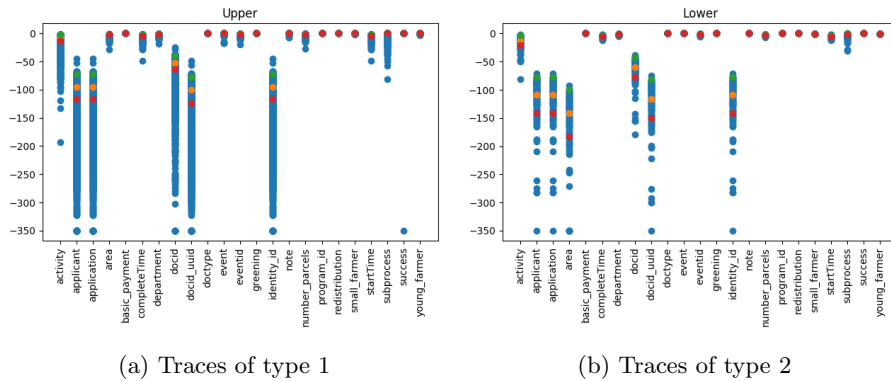 Upper
0
−50
−100
−150
−200
−250
−300
−350
activity
applicant
application
area
basic_payment
completeTime
department
docid
docid_uuid
doctype
event
eventid
greening
identity_id
note
number_parcels
program_id
redistribution
small_farmer
startTime
subprocess
success
young_farmer
(a) Traces of type 1
Lower
0
−50
−100
−150
−200
−250
−300
−350
activity
applicant
application
area
basic_payment
completeTime
department
docid
docid_uuid
doctype
event
eventid
greening
identity_id
note
number_parcels
program_id
redistribution
small_farmer
startTime
subprocess
success
young_farmer
(b) Traces of type 2